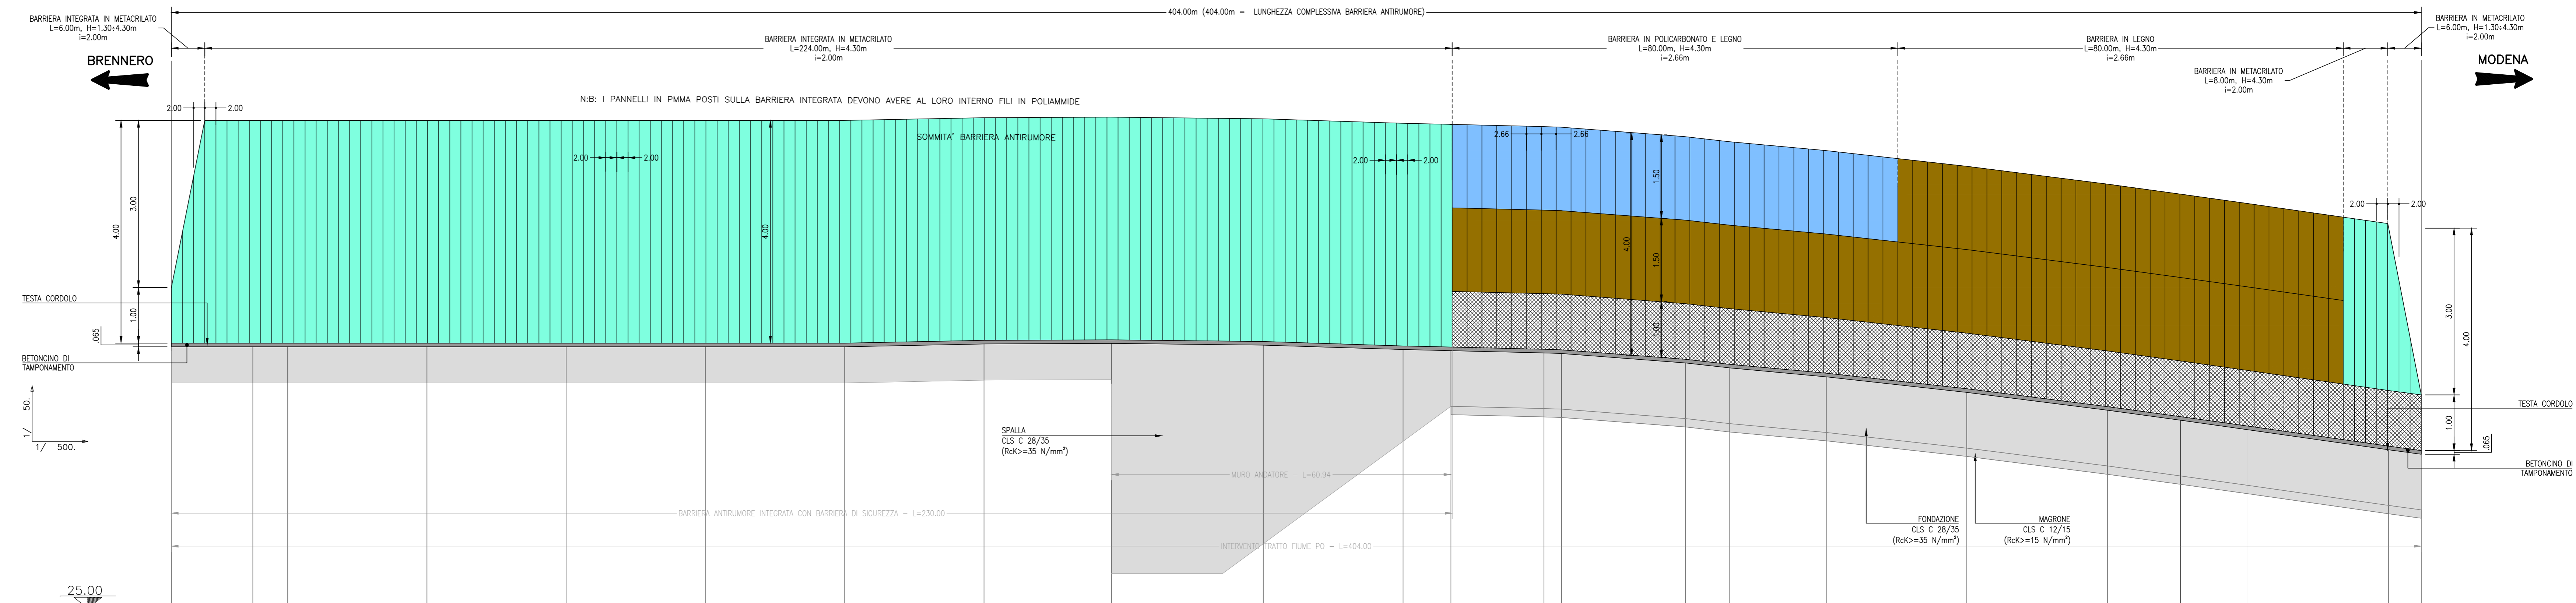 404.00m (404.00m = LUNGHEZZA COMPLESSIVA BARRIERA ANTIRUMORE)
BARRIERA INTEGRATA IN METACRILATO
L=6.00m, H=1.30÷4.30m
i=2.00m
BARRIERA INTEGRATA IN METACRILATO
L=224.00m, H=4.30m
i=2.00m
BARRIERA IN POLICARBONATO E LEGNO
L=80.00m, H=4.30m
i=2.66m
BARRIERA IN LEGNO
L=80.00m, H=4.30m
i=2.66m
BARRIERA IN METACRILATO
L=6.00m, H=1.30÷4.30m
i=2.00m
BARRIERA IN METACRILATO
L=8.00m, H=4.30m
i=2.00m
BRENNERO
MODENA
N:B: I PANNELLI IN PMMA POSTI SULLA BARRIERA INTEGRATA DEVONO AVERE AL LORO INTERNO FILI IN POLIAMMIDE
SOMMITA' BARRIERA ANTIRUMORE
2.00
2.00
2.00
2.00
2.00
2.00
2.66
2.66
2.00
2.00
4.00
3.00
1.00
.065
4.00
4.00
1.50
1.50
1.00
3.00
4.00
1.00
.065
TESTA CORDOLO
BETONCINO DI
TAMPONAMENTO
1/ 50.
1/ 500.
SPALLA
CLS C 28/35
(RcK>=35 N/mm²)
MURO ANDATORE - L=60.94
BARRIERA ANTIRUMORE INTEGRATA CON BARRIERA DI SICUREZZA - L=230.00
INTERVENTO TRATTO FIUME PO - L=404.00
FONDAZIONE
CLS C 28/35
(RcK>=35 N/mm²)
MAGRONE
CLS C 12/15
(RcK>=15 N/mm²)
TESTA CORDOLO
BETONCINO DI
TAMPONAMENTO
25.00